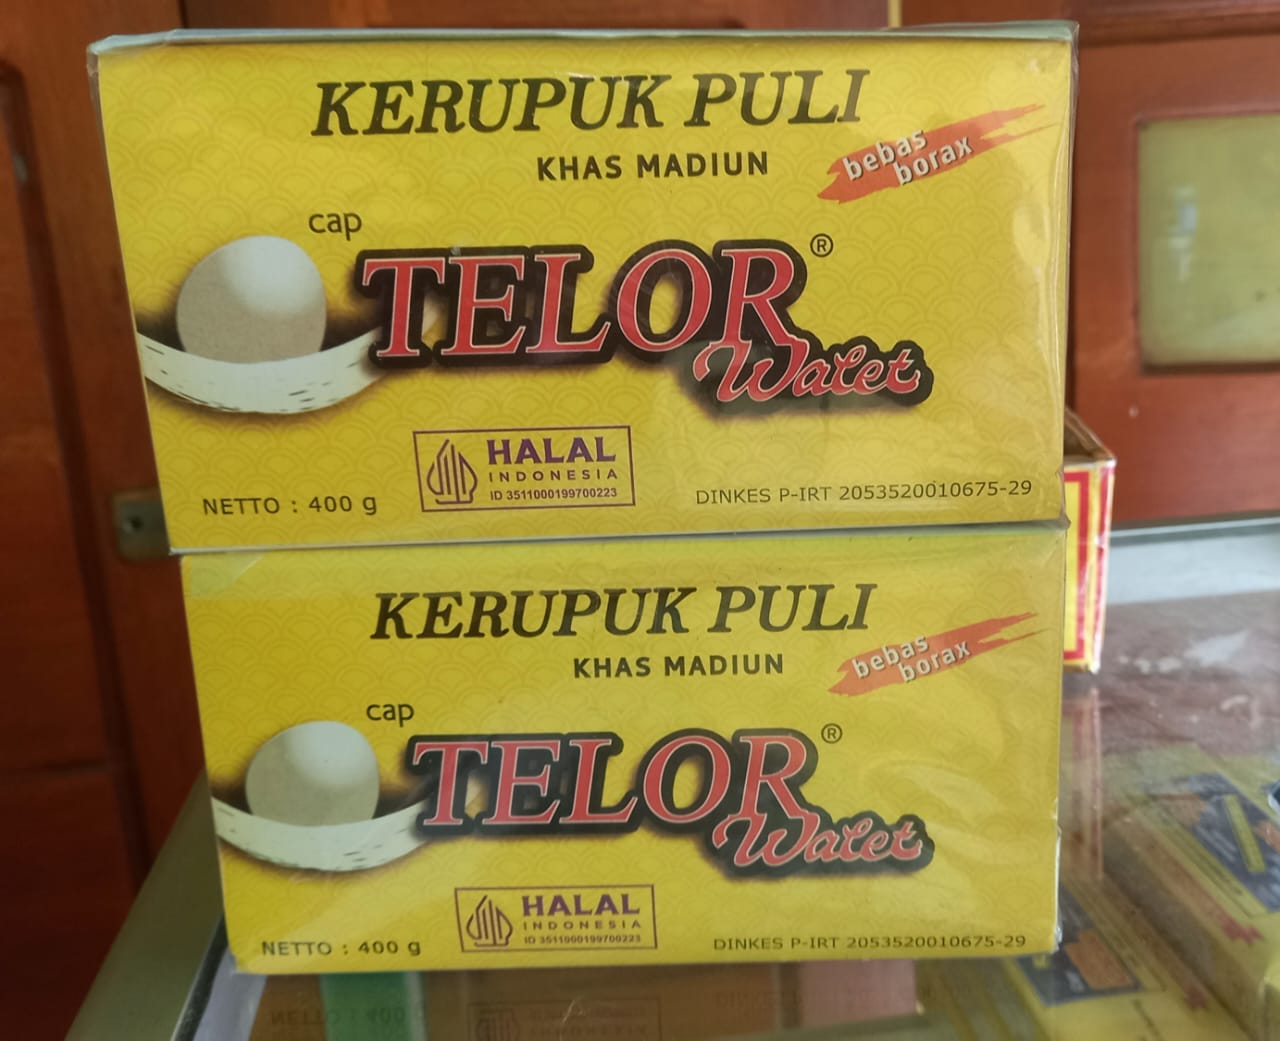 KERUPUK PULI
KHAS MADIUN
bebas
borax
cap
TELOR®
Walet
HALAL
INDONESIA
ID 3511000199700223
NETTO : 400 g
DINKES P-IRT 2053520010675-29
KERUPUK PULI
KHAS MADIUN
bebas
borax
cap
TELOR®
Walet
HALAL
INDONESIA
ID 3511000199700223
NETTO : 400 g
DINKES P-IRT 2053520010675-29